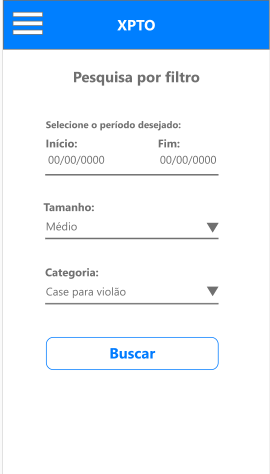 XPTO
Pesquisa por filtro
Selecione o período desejado:
Início: Fim:
00/00/0000 00/00/0000
Tamanho:
Médio
Categoria:
Case para violão
Buscar